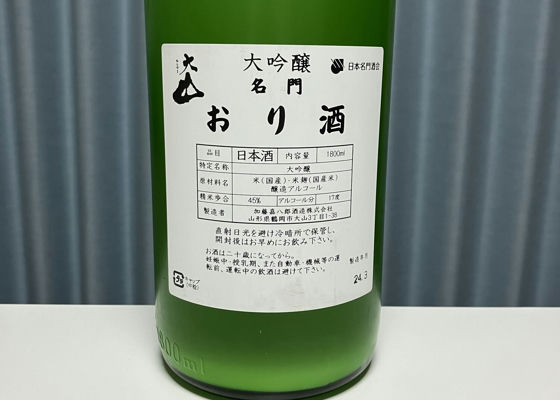 大山
大吟醸
日本名門酒会
名門
おり酒
品目 日本酒 内容量 1800ml
特定名称 大吟醸
原材料名 米(国産)・米麹(国産米)
醸造アルコール
精米歩合 45% アルコール分 17度
製造者 加藤嘉八郎酒造株式会社
山形県鶴岡市大山3丁目1-38
直射日光を避け冷暗所で保管し、
開封後はお早めにお飲み下さい。
お酒は二十歳になってから。
妊娠中・授乳期、また自動車・機械等の運
転前、運転中の飲酒は避けて下さい。
キャップ
製造年月
24.3
1800ml